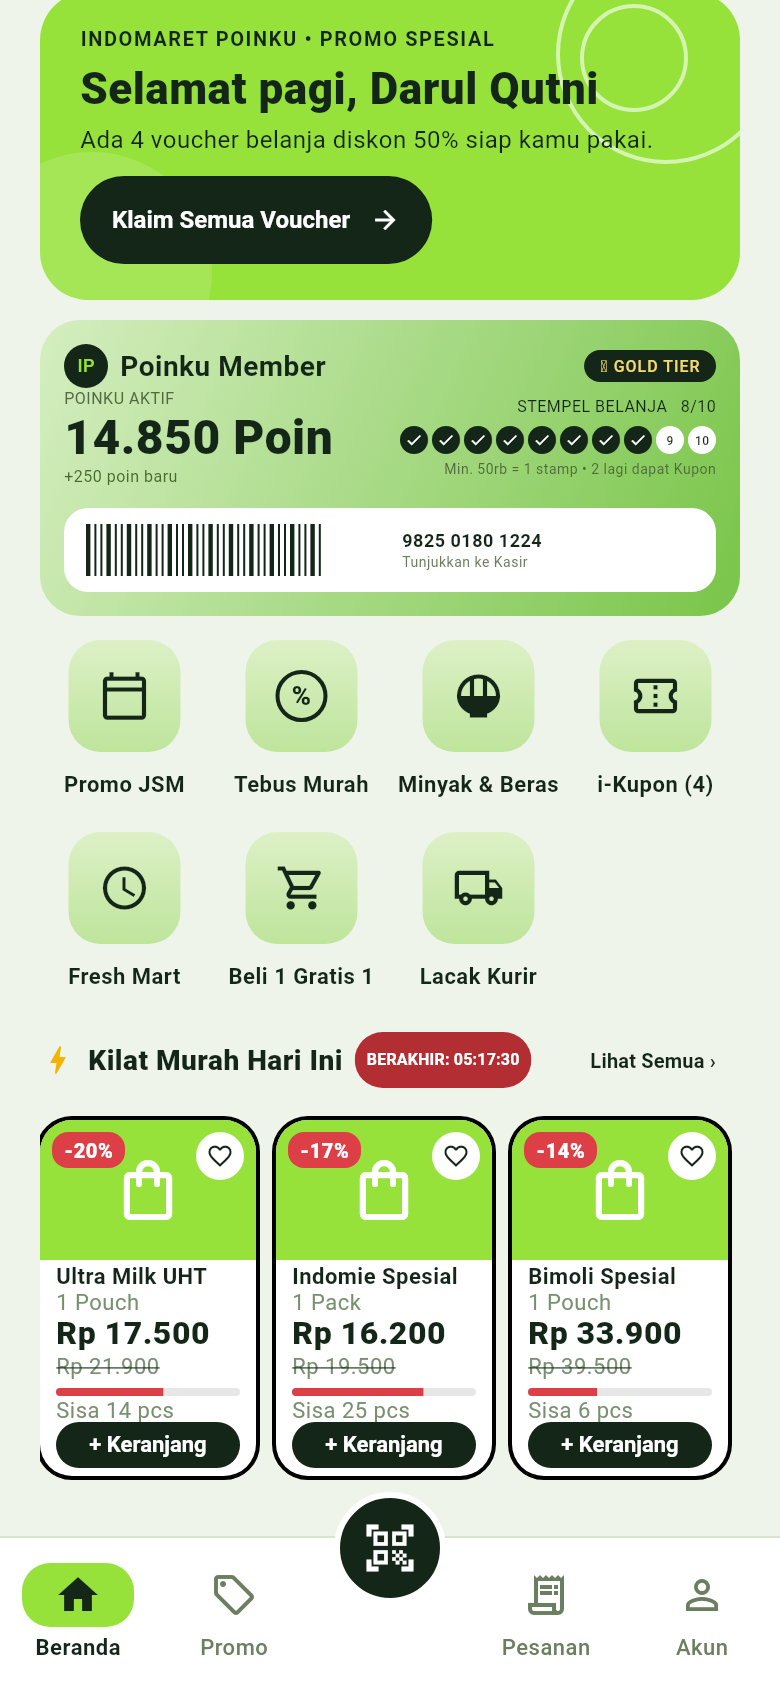 INDOMARET POINKU • PROMO SPESIAL
Selamat pagi, Darul Qutni
Ada 4 voucher belanja diskon 50% siap kamu pakai.
Klaim Semua Voucher
IP Poinku Member
GOLD TIER
POINKU AKTIF
14.850 Poin
+250 poin baru
STEMPEL BELANJA 8/10
9 10
Min. 50rb = 1 stamp • 2 lagi dapat Kupon
9825 0180 1224
Tunjukkan ke Kasir
%
Promo JSM Tebus Murah Minyak & Beras i-Kupon (4)
Fresh Mart Beli 1 Gratis 1 Lacak Kurir
Kilat Murah Hari Ini BERAKHIR: 05:17:30 Lihat Semua ›
-20%
Ultra Milk UHT
1 Pouch
Rp 17.500
Rp 21.900
Sisa 14 pcs
+ Keranjang
-17%
Indomie Spesial
1 Pack
Rp 16.200
Rp 19.500
Sisa 25 pcs
+ Keranjang
-14%
Bimoli Spesial
1 Pouch
Rp 33.900
Rp 39.500
Sisa 6 pcs
+ Keranjang
Beranda Promo Pesanan Akun